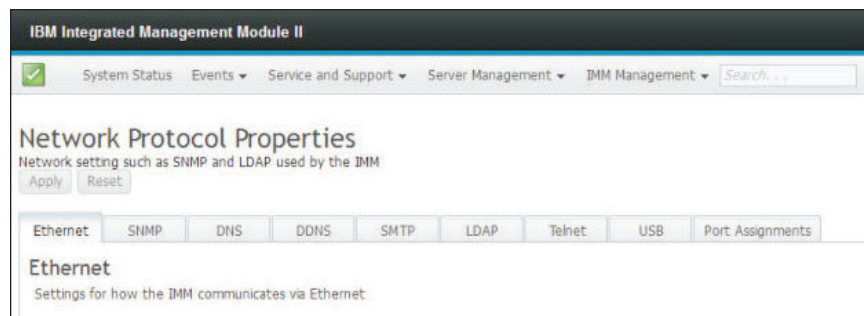 IBM Integrated Management Module II
System Status Events Service and Support Server Management IMM Management Search. . .
Network Protocol Properties
Network setting such as SNMP and LDAP used by the IMM
Apply Reset
Ethernet SNMP DNS DDNS SMTP LDAP Telnet USB Port Assignments
Ethernet
Settings for how the IMM communicates via Ethernet